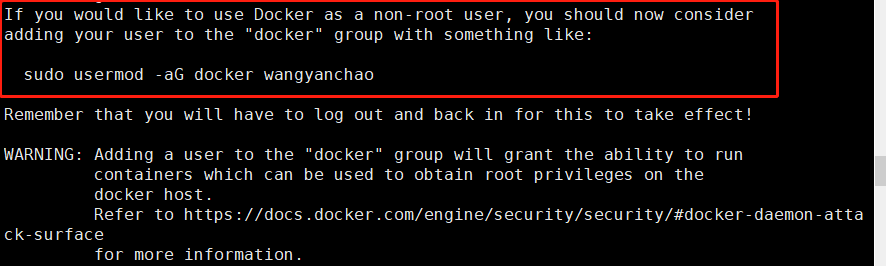 If you would like to use Docker as a non-root user, you should now consider
adding your user to the "docker" group with something like:
sudo usermod -aG docker wangyanchao
Remember that you will have to log out and back in for this to take effect!
WARNING: Adding a user to the "docker" group will grant the ability to run
containers which can be used to obtain root privileges on the
docker host.
Refer to https://docs.docker.com/engine/security/security/#docker-daemon-atta
ck-surface
for more information.